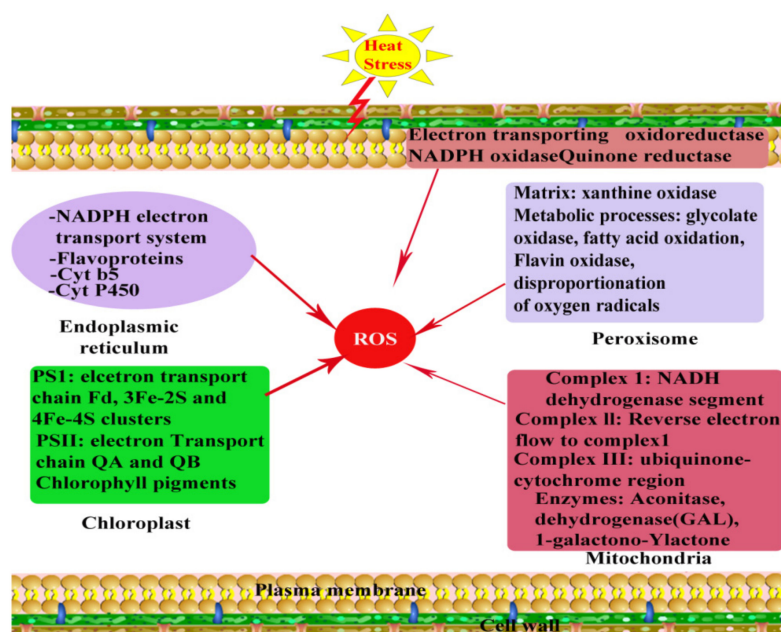 Heat
Stress
Electron transporting oxidoreductase
NADPH oxidaseQuinone reductase
-NADPH electron
transport system
-Flavoproteins
-Cyt b5
-Cyt P450
Endoplasmic
reticulum
Matrix: xanthine oxidase
Metabolic processes: glycolate
oxidase, fatty acid oxidation,
Flavin oxidase,
disproportionation
of oxygen radicals
Peroxisome
ROS
PS1: elcetron transport
chain Fd, 3Fe-2S and
4Fe-4S clusters
PSII: electron Transport
chain QA and QB
Chlorophyll pigments
Chloroplast
Complex 1: NADH
dehydrogenase segment
Complex ll: Reverse electron
flow to complex1
Complex III: ubiquinone-
cytochrome region
Enzymes: Aconitase,
dehydrogenase(GAL),
1-galactono-Ylactone
Mitochondria
Plasma membrane
Cell wall